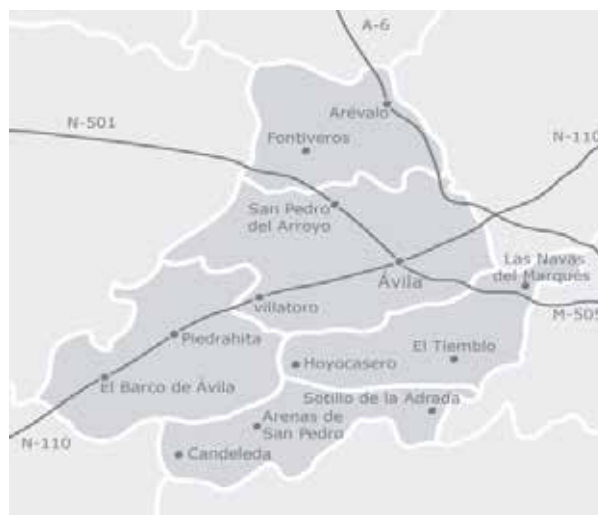 A-6
Arévalo
N-501
Fontiveros
N-110
San Pedro
del Arroyo
Las Navas
del Marqués
Ávila
villatoro
M-505
Piedrahita
El Tiemblo
Hoyocasero
El Barco de Ávila
Sotillo de la Adrada
Arenas de
San Pedro
N-110
Candeleda